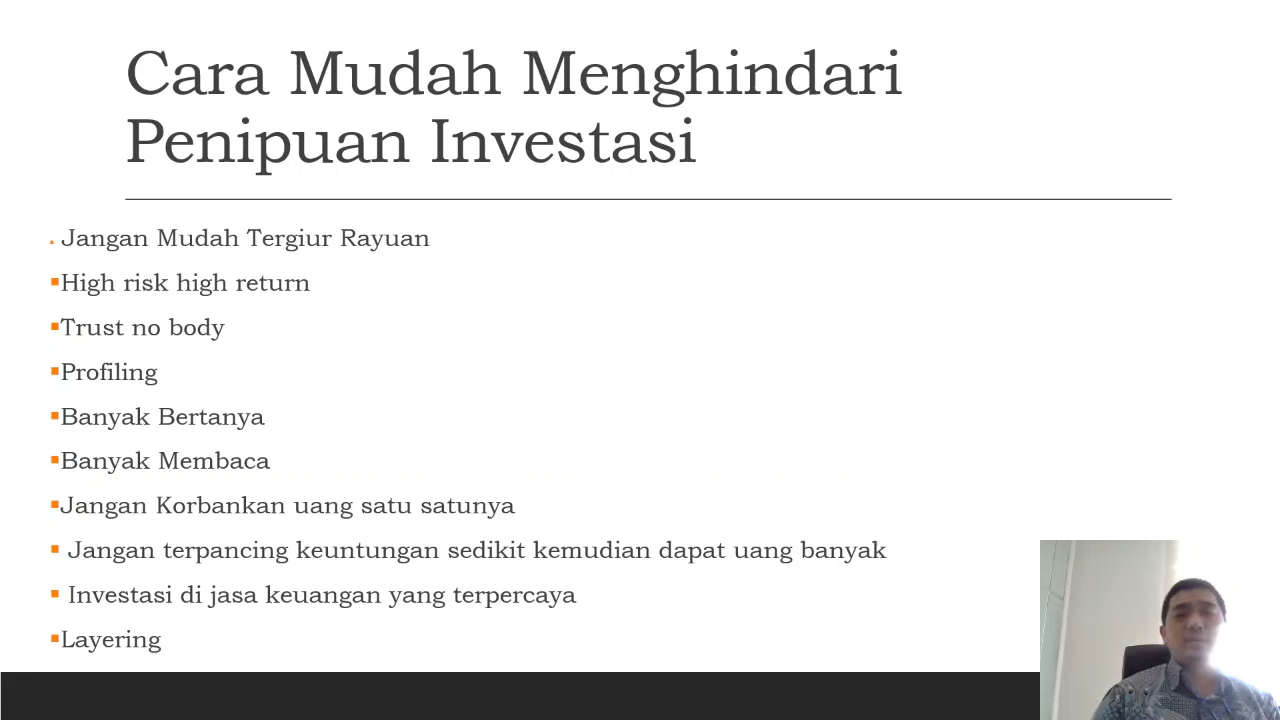 Cara Mudah Menghindari
Penipuan Investasi
Jangan Mudah Tergiur Rayuan
High risk high return
Trust no body
Profiling
Banyak Bertanya
Banyak Membaca
Jangan Korbankan uang satu satunya
Jangan terpancing keuntungan sedikit kemudian dapat uang banyak
Investasi di jasa keuangan yang terpercaya
Layering